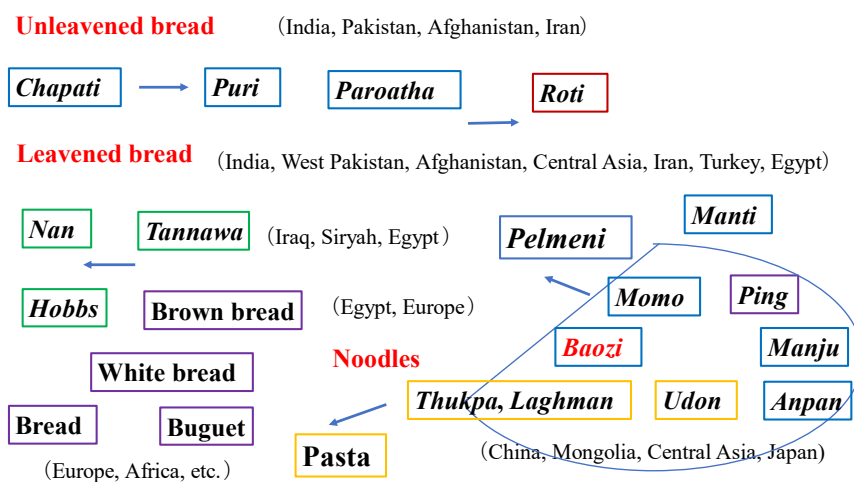 Unleavened bread (India, Pakistan, Afghanistan, Iran)
Chapati Puri Paroatha Roti
Leavened bread (India, West Pakistan, Afghanistan, Central Asia, Iran, Turkey, Egypt)
Manti
Nan Tannawa (Iraq, Siryah, Egypt) Pelmeni
Hobbs Brown bread (Egypt, Europe) Momo Ping
Baozi Manju
White bread Noodles
Thukpa, Laghman Udon Anpan
Bread Buguet
Pasta (China, Mongolia, Central Asia, Japan)
(Europe, Africa, etc.)